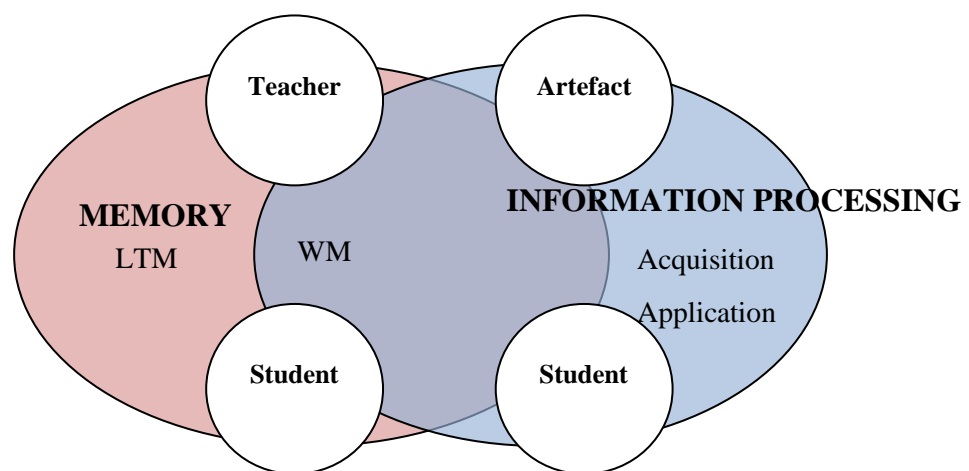 Teacher
Artefact
INFORMATION PROCESSING
MEMORY
LTM
WM
Acquisition
Application
Student
Student